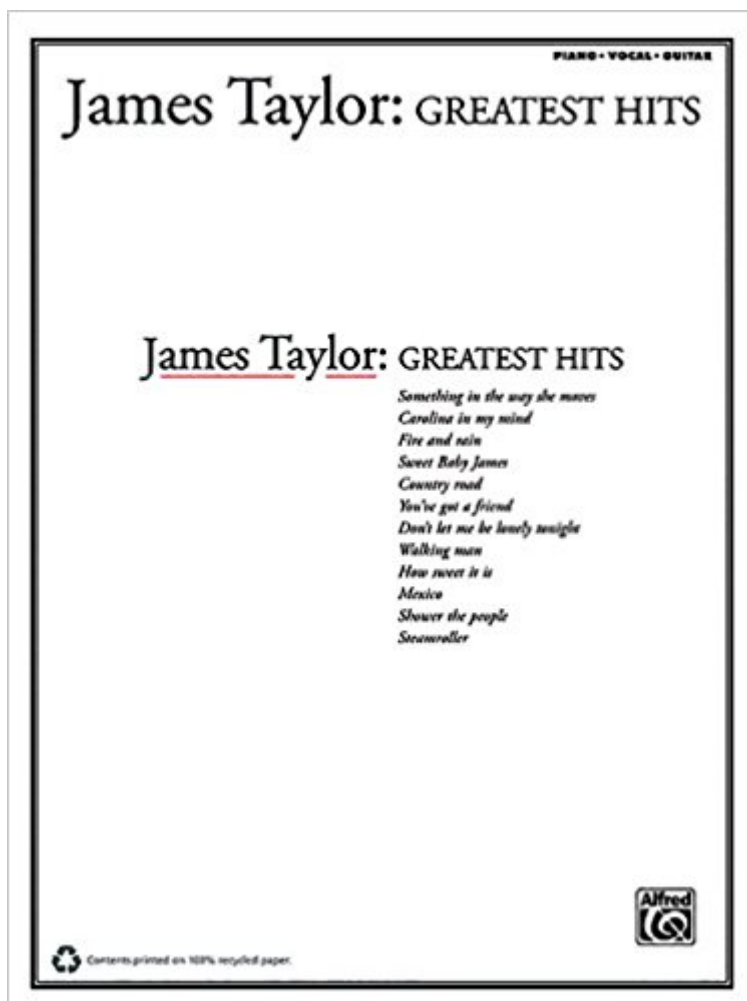 PIANO • VOCAL • GUITAR
James Taylor: GREATEST HITS
James Taylor: GREATEST HITS
Something in the way she moves
Carolina in my mind
Fire and rain
Sweet Baby James
Country road
You've got a friend
Don't let me be lonely tonight
Walking man
How sweet it is
Mexico
Shower the people
Steamroller
Alfred
Contents printed on 100% recycled paper.